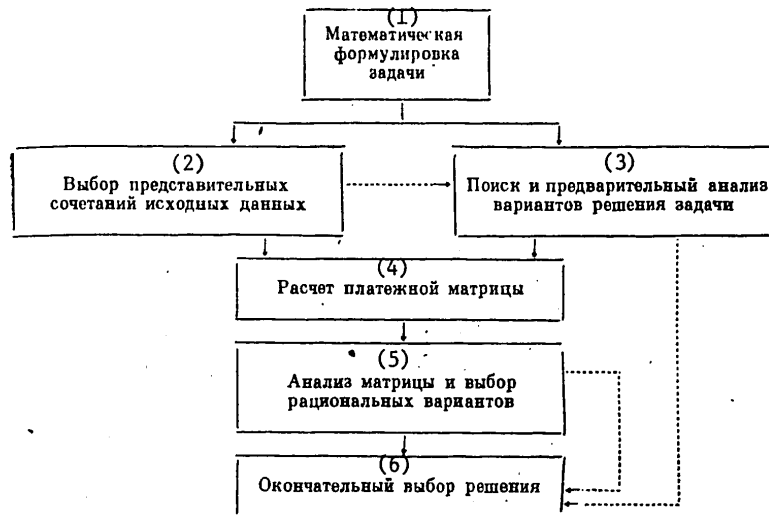 (1)
Математическая
формулировка
задачи
(2)
Выбор представительных
сочетаний исходных данных
(3)
Поиск и предварительный анализ
вариантов решения задачи
(4)
Расчет платежной матрицы
(5)
Анализ матрицы и выбор
рациональных вариантов
(6)
Окончательный выбор решения